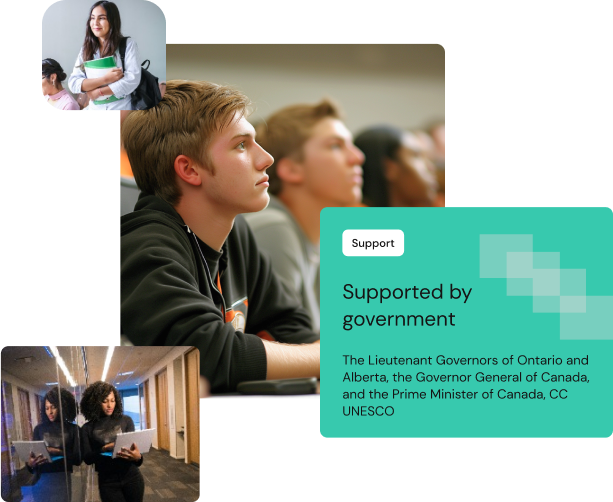 Support
Supported by
government
The Lieutenant Governors of Ontario and
Alberta, the Governor General of Canada,
and the Prime Minister of Canada, CC
UNESCO